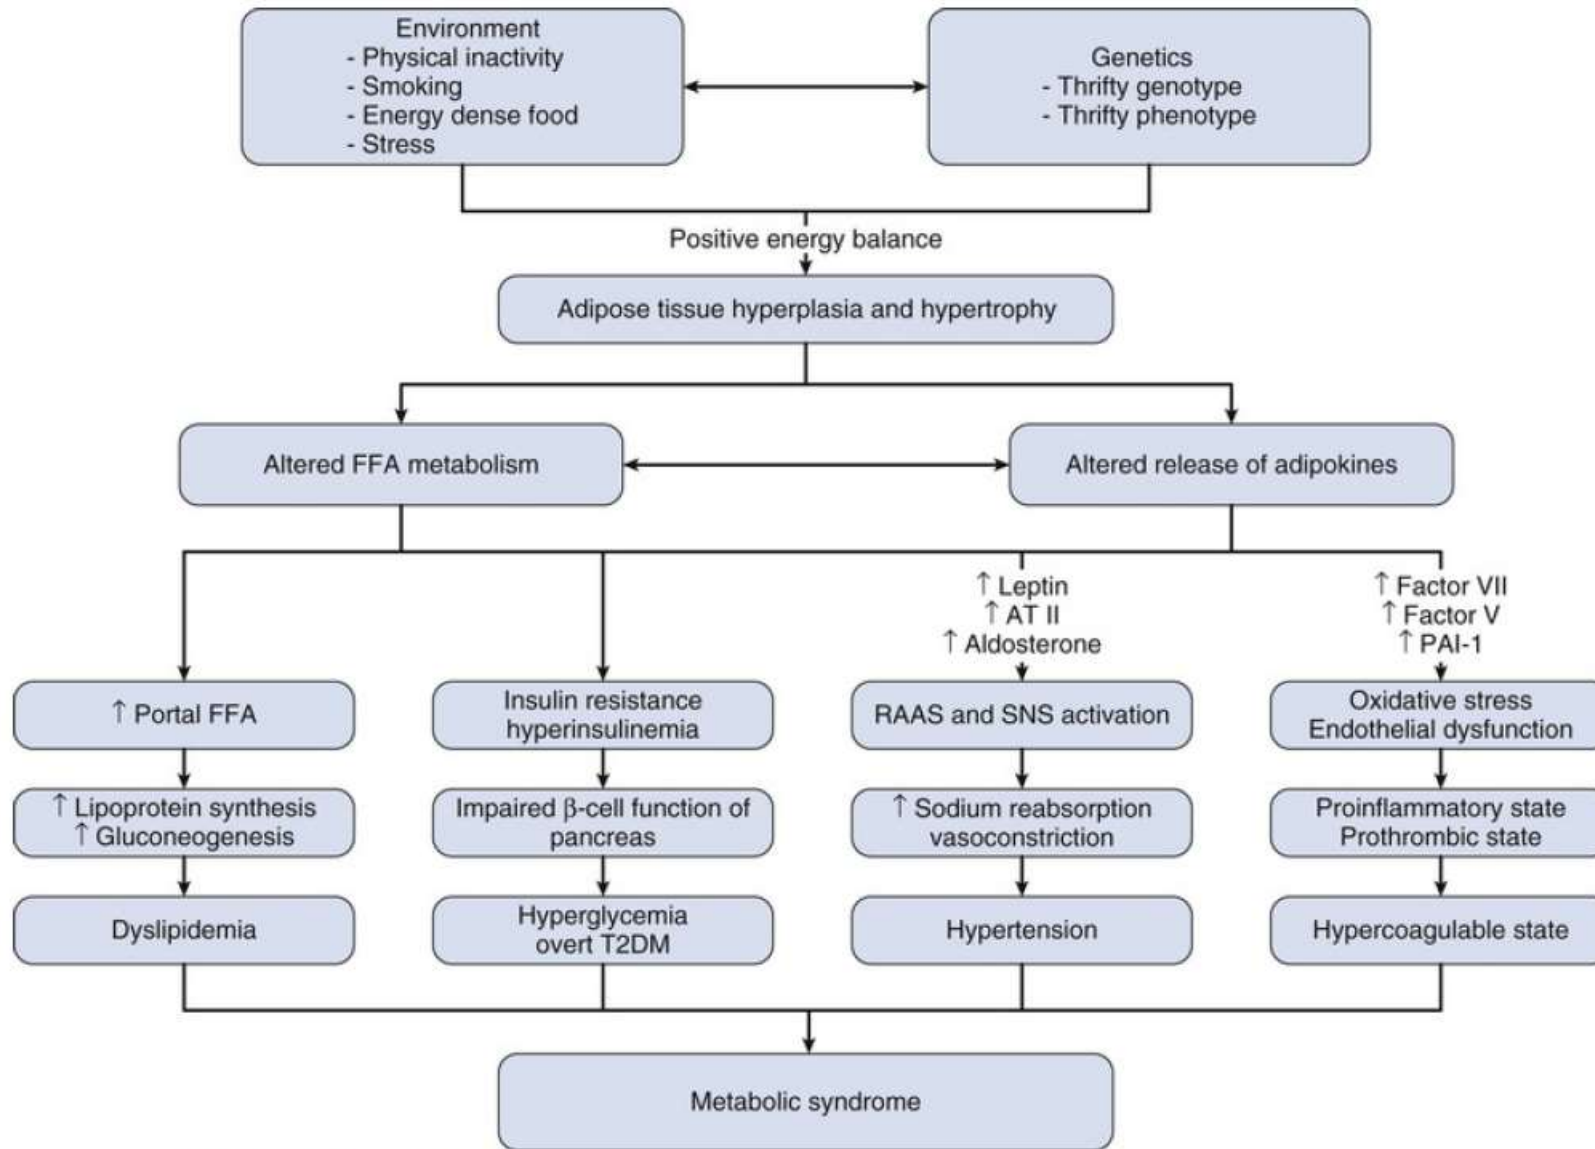 Environment
- Physical inactivity
- Smoking
- Energy dense food
- Stress
Genetics
- Thrifty genotype
- Thrifty phenotype
Positive energy balance
Adipose tissue hyperplasia and hypertrophy
Altered FFA metabolism
Altered release of adipokines
↑ Leptin
↑ AT II
↑ Aldosterone
↑ Factor VII
↑ Factor V
↑ PAI-1
↑ Portal FFA
Insulin resistance
hyperinsulinemia
RAAS and SNS activation
Oxidative stress
Endothelial dysfunction
↑ Lipoprotein synthesis
↑ Gluconeogenesis
Impaired β-cell function of
pancreas
↑ Sodium reabsorption
vasoconstriction
Proinflammatory state
Prothrombic state
Dyslipidemia
Hyperglycemia
overt T2DM
Hypertension
Hypercoagulable state
Metabolic syndrome